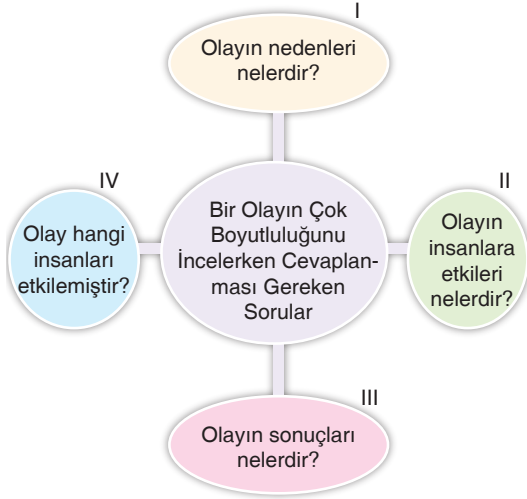 I
Olayın nedenleri
nelerdir?
IV
Olay hangi
insanları
etkilemiştir?
Bir Olayın Çok
Boyutluluğunu
İncelerken Cevaplan-
ması Gereken
Sorular
II
Olayın
insanlara
etkileri
nelerdir?
III
Olayın sonuçları
nelerdir?